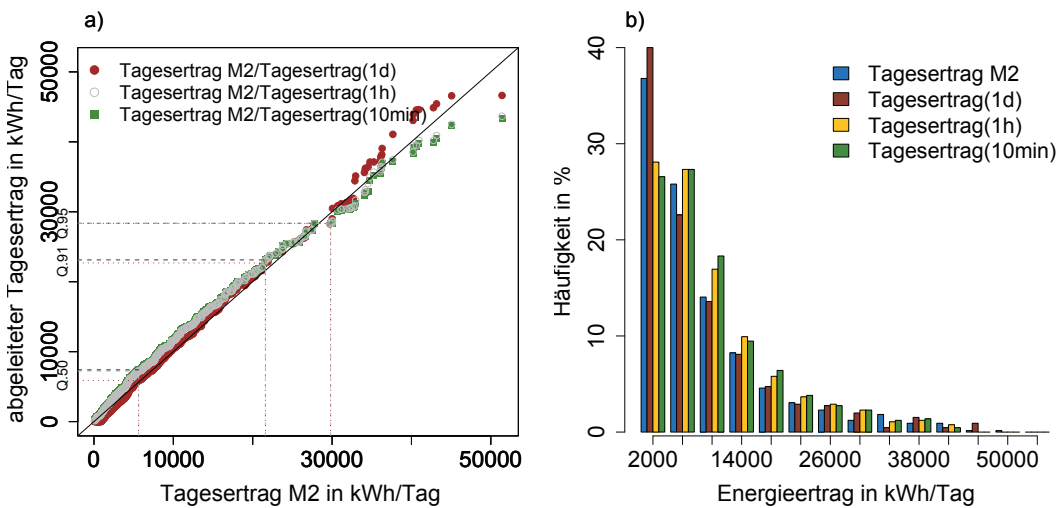 a)
abgeleiter Tagesertrag in kWh/Tag
50000
30000
10000
0
Q.95
Q.91
Q.50
Tagesertrag M2/Tagesertrag(1d)
Tagesertrag M2/Tagesertrag(1h)
Tagesertrag M2/Tagesertrag(10min)
0 10000 30000 50000
Tagesertrag M2 in kWh/Tag
b)
Häufigkeit in %
40
30
20
10
0
Tagesertrag M2
Tagesertrag(1d)
Tagesertrag(1h)
Tagesertrag(10min)
2000 14000 26000 38000 50000
Energieertrag in kWh/Tag